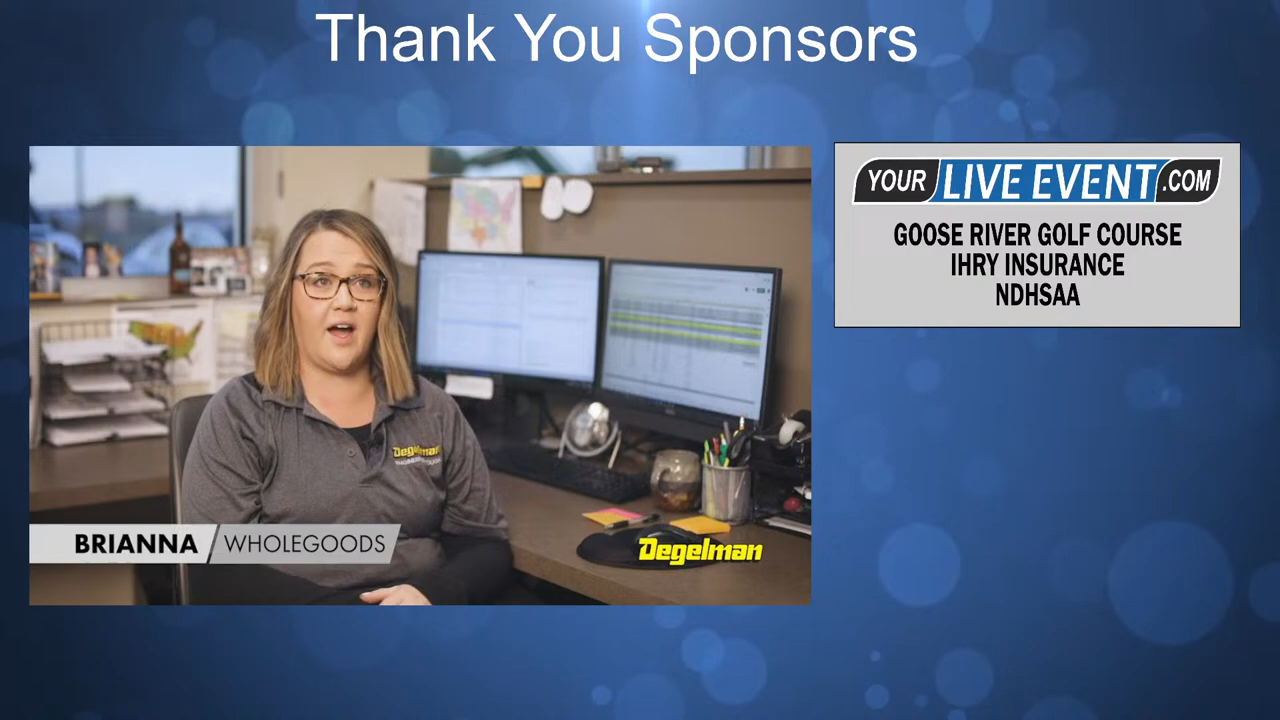 Thank You Sponsors
YOUR LIVE EVENT .COM
GOOSE RIVER GOLF COURSE
IHRY INSURANCE
NDHSAA
Degelman
BRIANNA / WHOLEGOODS
Degelman